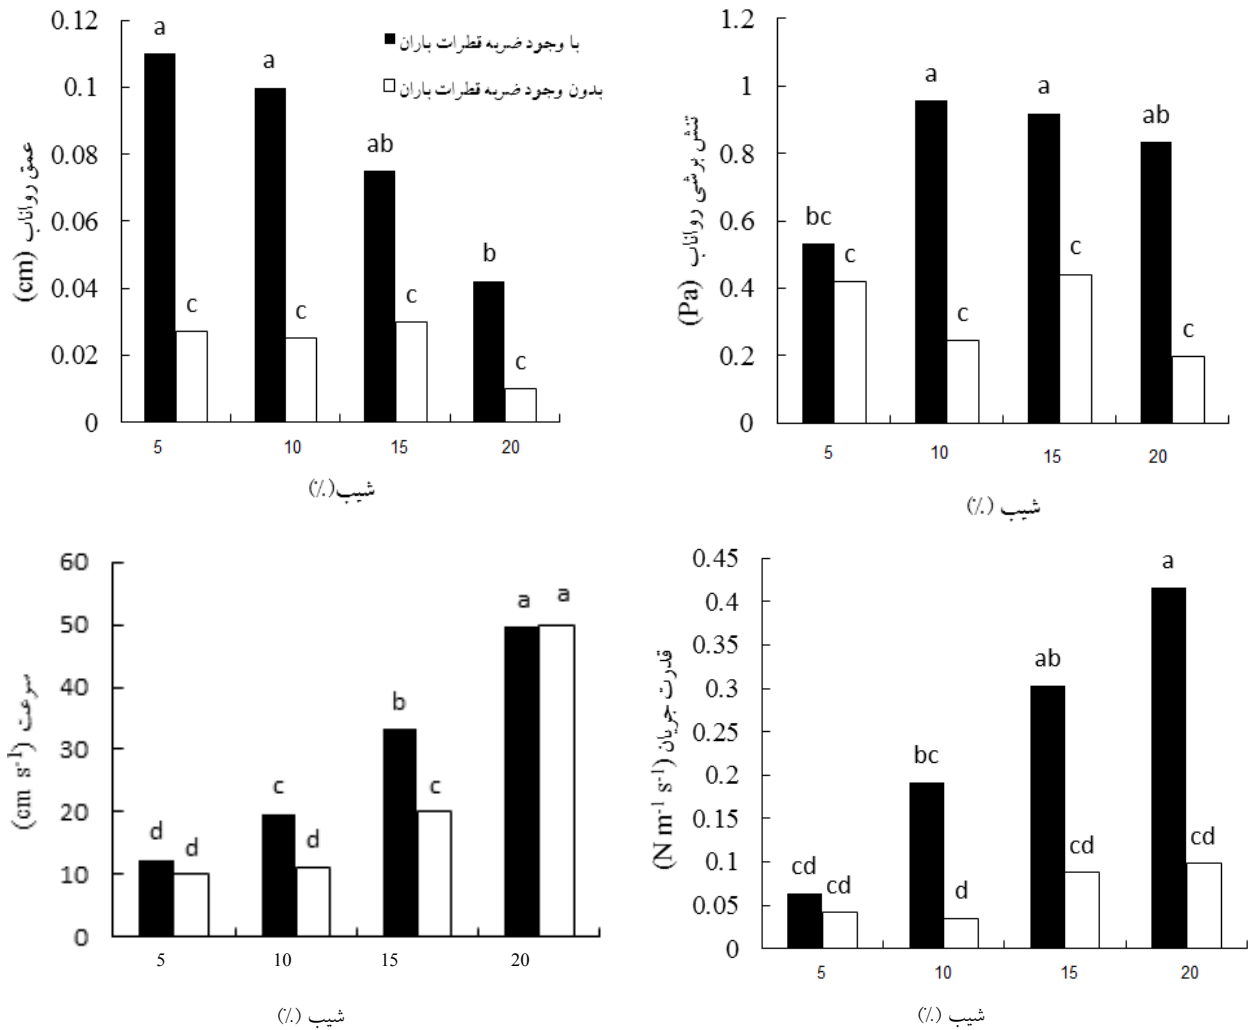 0.12
0.1
0.08
0.06
0.04
0.02
0
عمق رواناب (cm)
a
a
ab
b
c
c
c
c
با وجود ضربه قطرات باران
بدون وجود ضربه قطرات باران
5 10 15 20
شیب(٪)
1.2
1
0.8
0.6
0.4
0.2
0
تنش برشی رواناب (Pa)
bc
a
a
ab
c
c
c
c
5 10 15 20
شیب (٪)
60
50
40
30
20
10
0
سرعت (cm s-1)
d
d
c
d
b
c
a
a
5 10 15 20
شیب (٪)
0.45
0.4
0.35
0.3
0.25
0.2
0.15
0.1
0.05
0
قدرت جریان (N m-1 s-1)
cd
cd
bc
d
ab
cd
a
cd
5 10 15 20
شیب (٪)